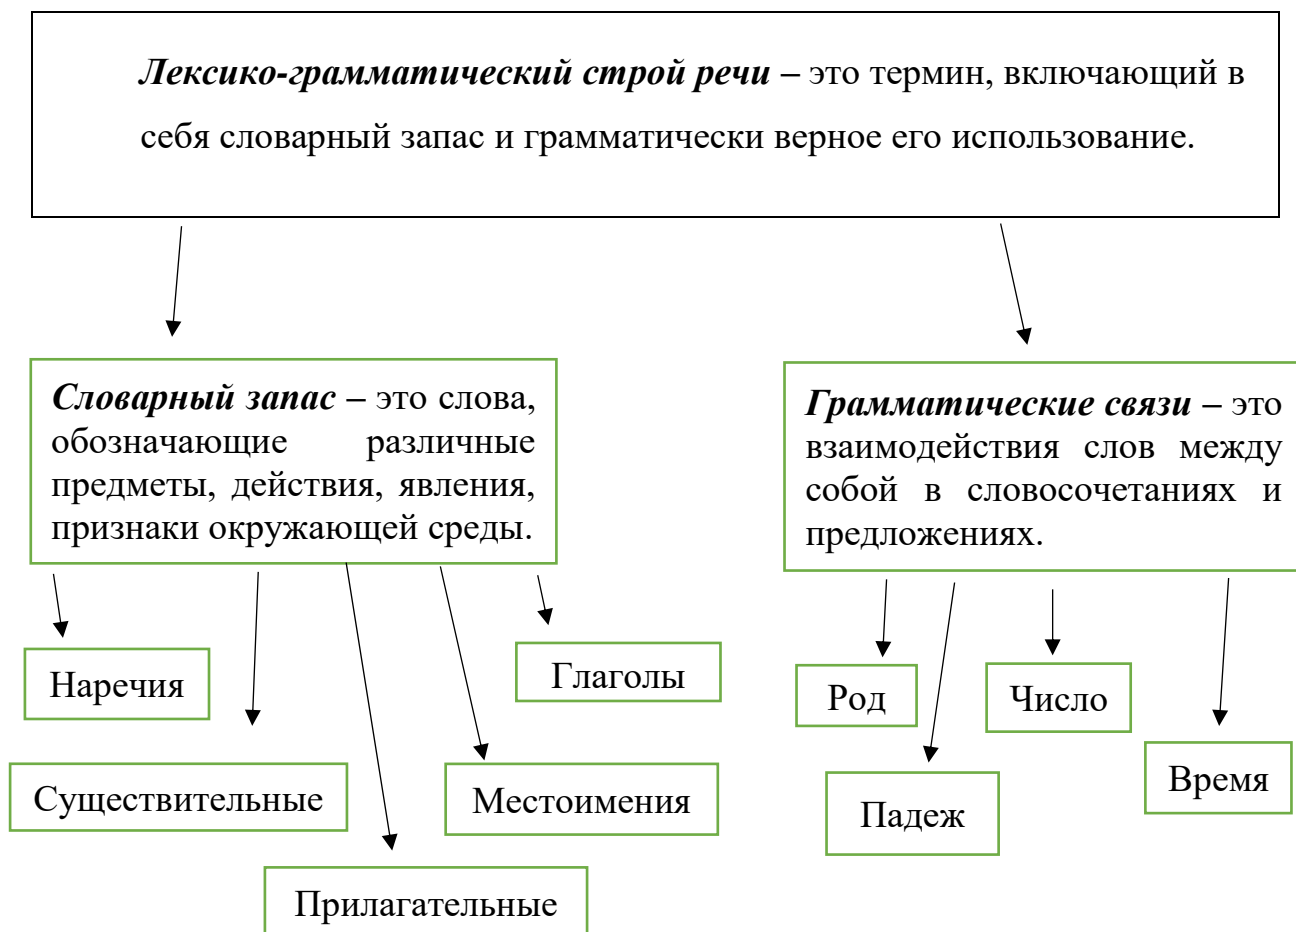 Лексико-грамматический строй речи – это термин, включающий в
себя словарный запас и грамматически верное его использование.
Словарный запас – это слова,
обозначающие различные
предметы, действия, явления,
признаки окружающей среды.
Грамматические связи – это
взаимодействия слов между
собой в словосочетаниях и
предложениях.
Наречия
Существительные
Прилагательные
Местоимения
Глаголы
Род
Падеж
Число
Время